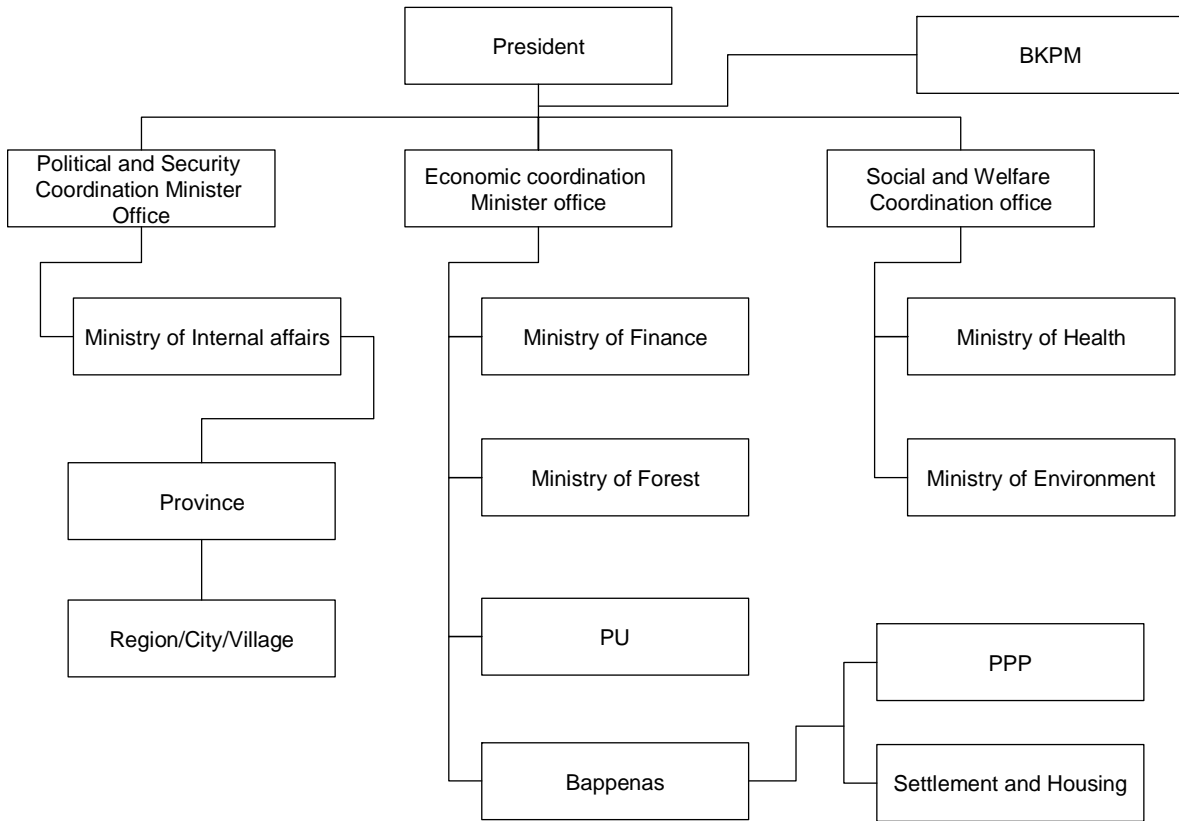 President
BKPM
Political and Security
Coordination Minister
Office
Economic coordination
Minister office
Social and Welfare
Coordination office
Ministry of Internal affairs
Ministry of Finance
Ministry of Health
Province
Ministry of Forest
Ministry of Environment
Region/City/Village
PU
PPP
Bappenas
Settlement and Housing